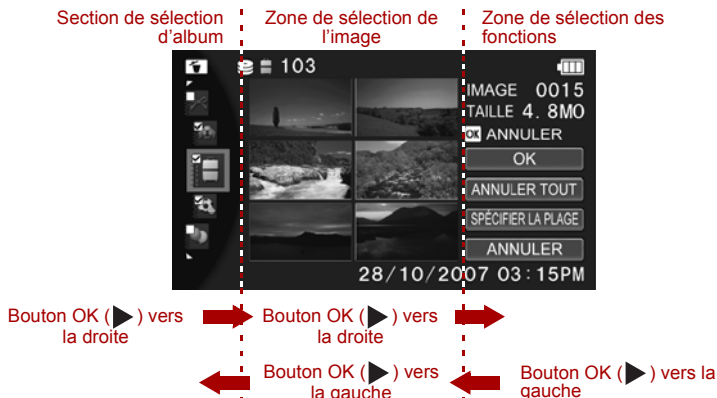 Section de sélection
d'album
Zone de sélection de
l'image
Zone de sélection des
fonctions
103
IMAGE 0015
TAILLE 4. 8MO
OK ANNULER
OK
ANNULER TOUT
SPÉCIFIER LA PLAGE
ANNULER
28/10/2007 03:15PM
Bouton OK (▶) vers
la droite
Bouton OK (▶) vers
la droite
Bouton OK (▶) vers
la gauche
Bouton OK (▶) vers la
gauche